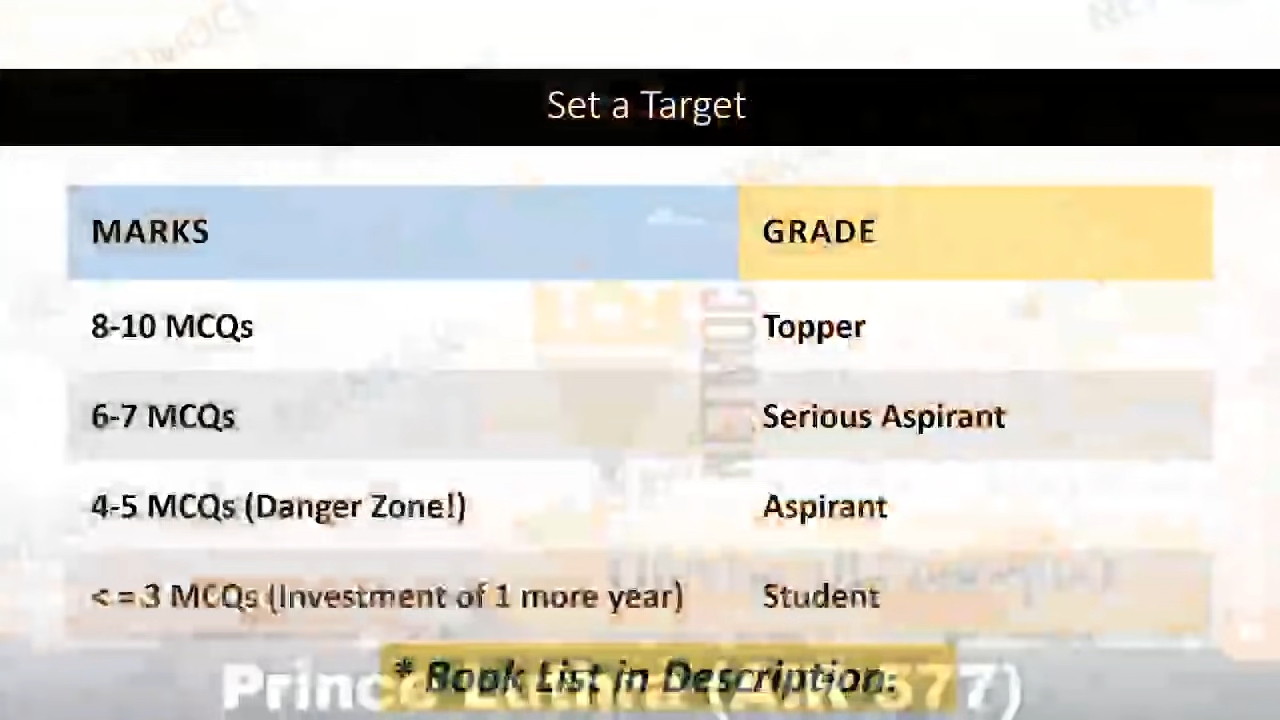 Set a Target
MARKS GRADE
8-10 MCQs Topper
6-7 MCQs Serious Aspirant
4-5 MCQs (Danger Zone!) Aspirant
< = 3 MCQs (Investment of 1 more year) Student
* Book List in Description.